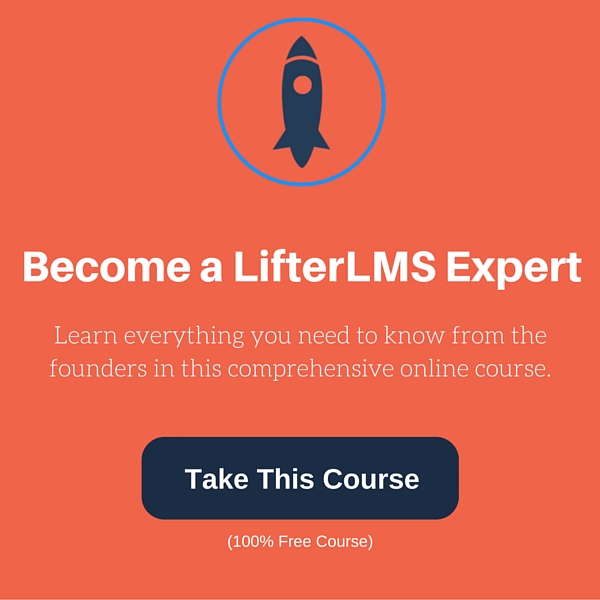 Become a LifterLMS Expert
Learn everything you need to know from the
founders in this comprehensive online course.
Take This Course
(100% Free Course)